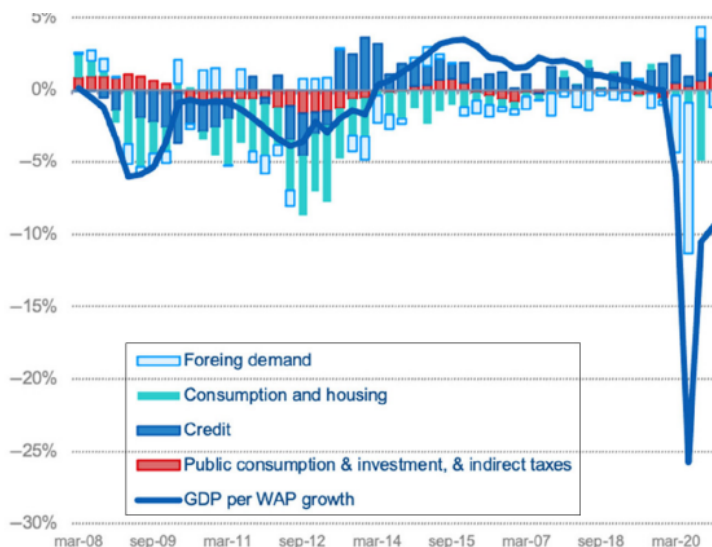 5%
0%
–5%
–10%
–15%
–20%
–25%
–30%
Foreing demand
Consumption and housing
Credit
Public consumption & investment, & indirect taxes
GDP per WAP growth
mar-08 sep-09 mar-11 sep-12 mar-14 sep-15 mar-07 sep-18 mar-20